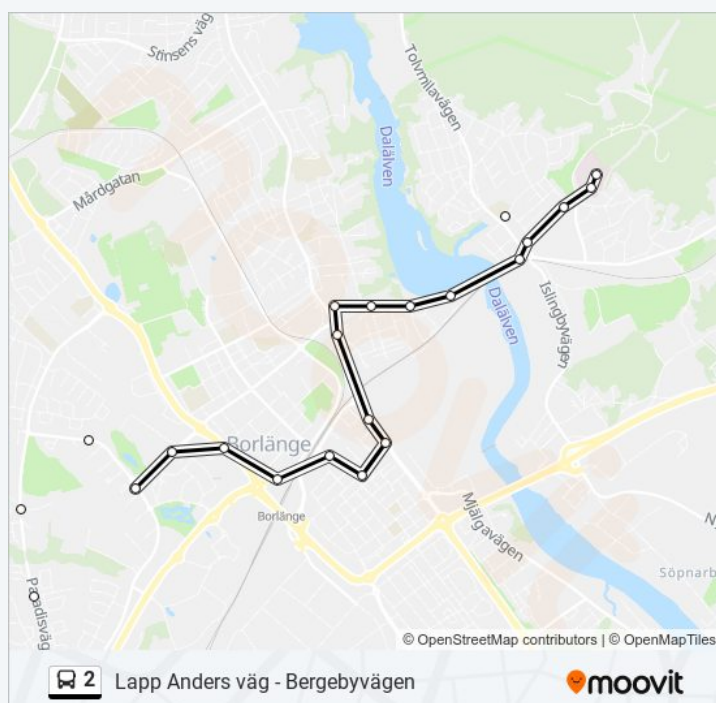 Stinsens väg
Tolvmilavägen
Dalälven
Mårdgatan
Dalälven
Islingbyvägen
Borlänge
Borlänge
Mjälgavägen
Söpnarb
© OpenStreetMap contributors | © OpenMapTiles
2 Lapp Anders väg - Bergebyvägen
moovit